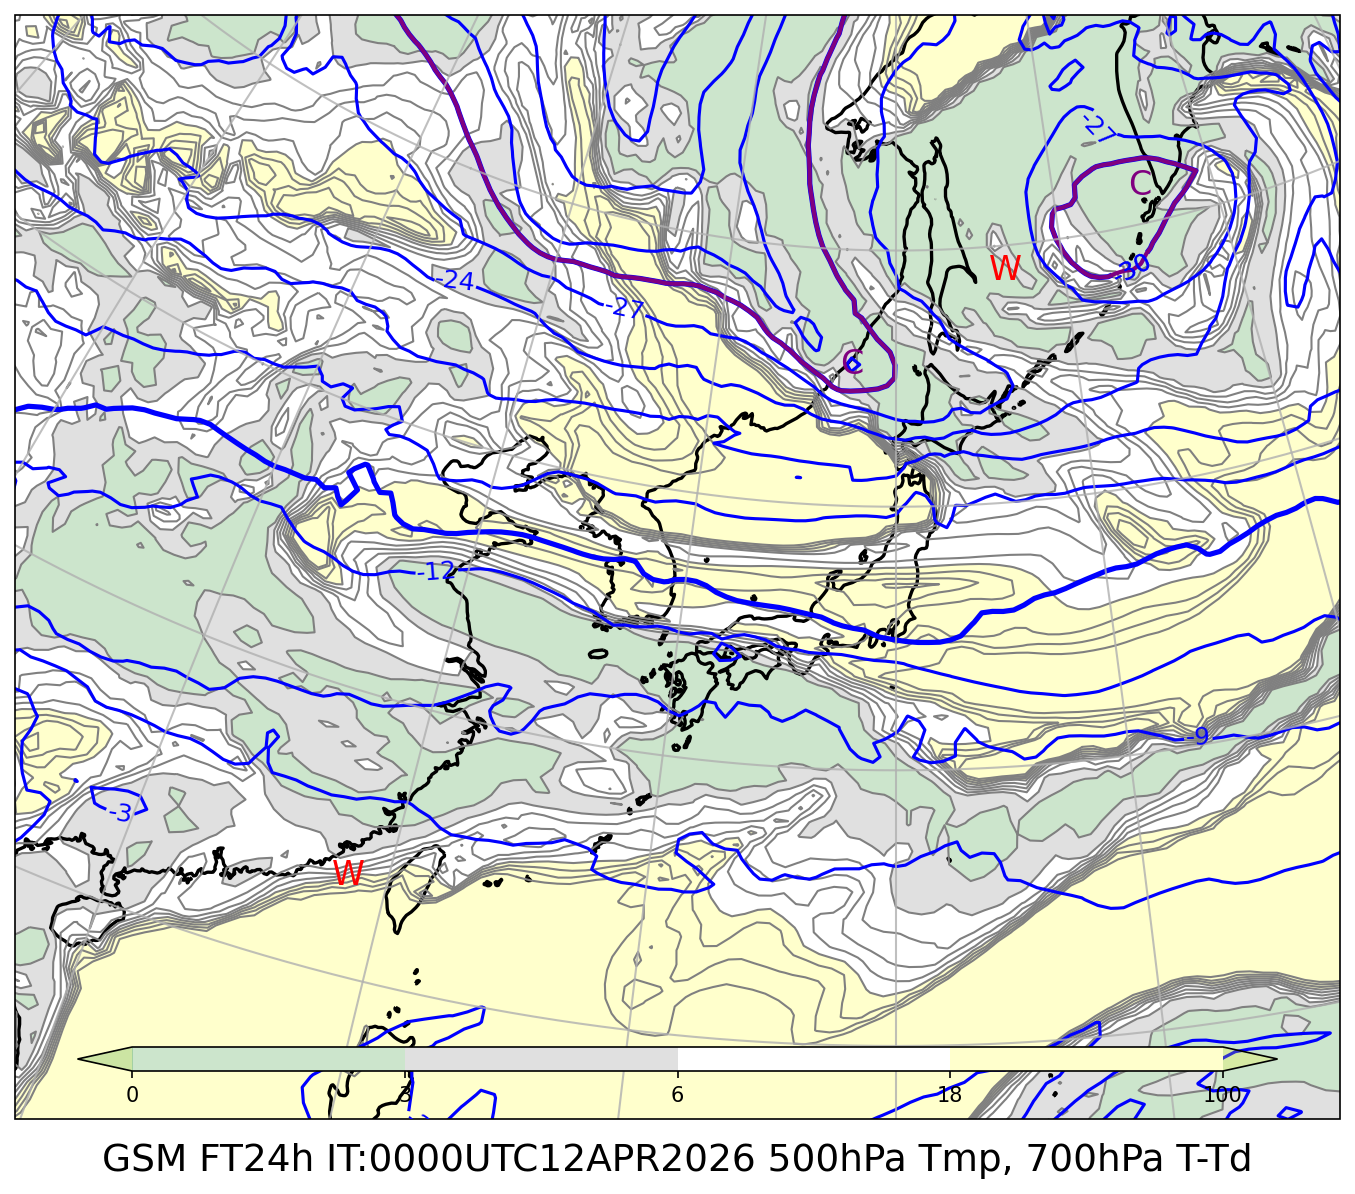 -27
C
W
-30
-24
-27
C
-12
-9
-3
W
0 3 6 18 100
GSM FT24h IT:0000UTC12APR2026 500hPa Tmp, 700hPa T-Td